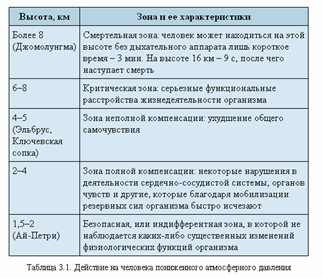 Высота, км
Зона и ее характеристики
Более 8
(Джомолунгма)
Смертельная зона: человек может находиться на этой
высоте без дыхательного аппарата лишь короткое
время – 3 мин. На высоте 16 км – 9 с, после чего
наступает смерть
6–8
Критическая зона: серьезные функциональные
расстройства жизнедеятельности организма
4–5
(Эльбрус,
Ключевская
сопка)
Зона неполной компенсации: ухудшение общего
самочувствия
2–4
Зона полной компенсации: некоторые нарушения в
деятельности сердечно-сосудистой системы, органов
чувств и другие, которые благодаря мобилизации
резервных сил организма быстро исчезают
1,5–2
(Ай-Петри)
Безопасная, или индифферентная зона, в которой не
наблюдается каких-либо существенных изменений
физиологических функций организма
Таблица 3.1. Действие на человека пониженного атмосферного давления